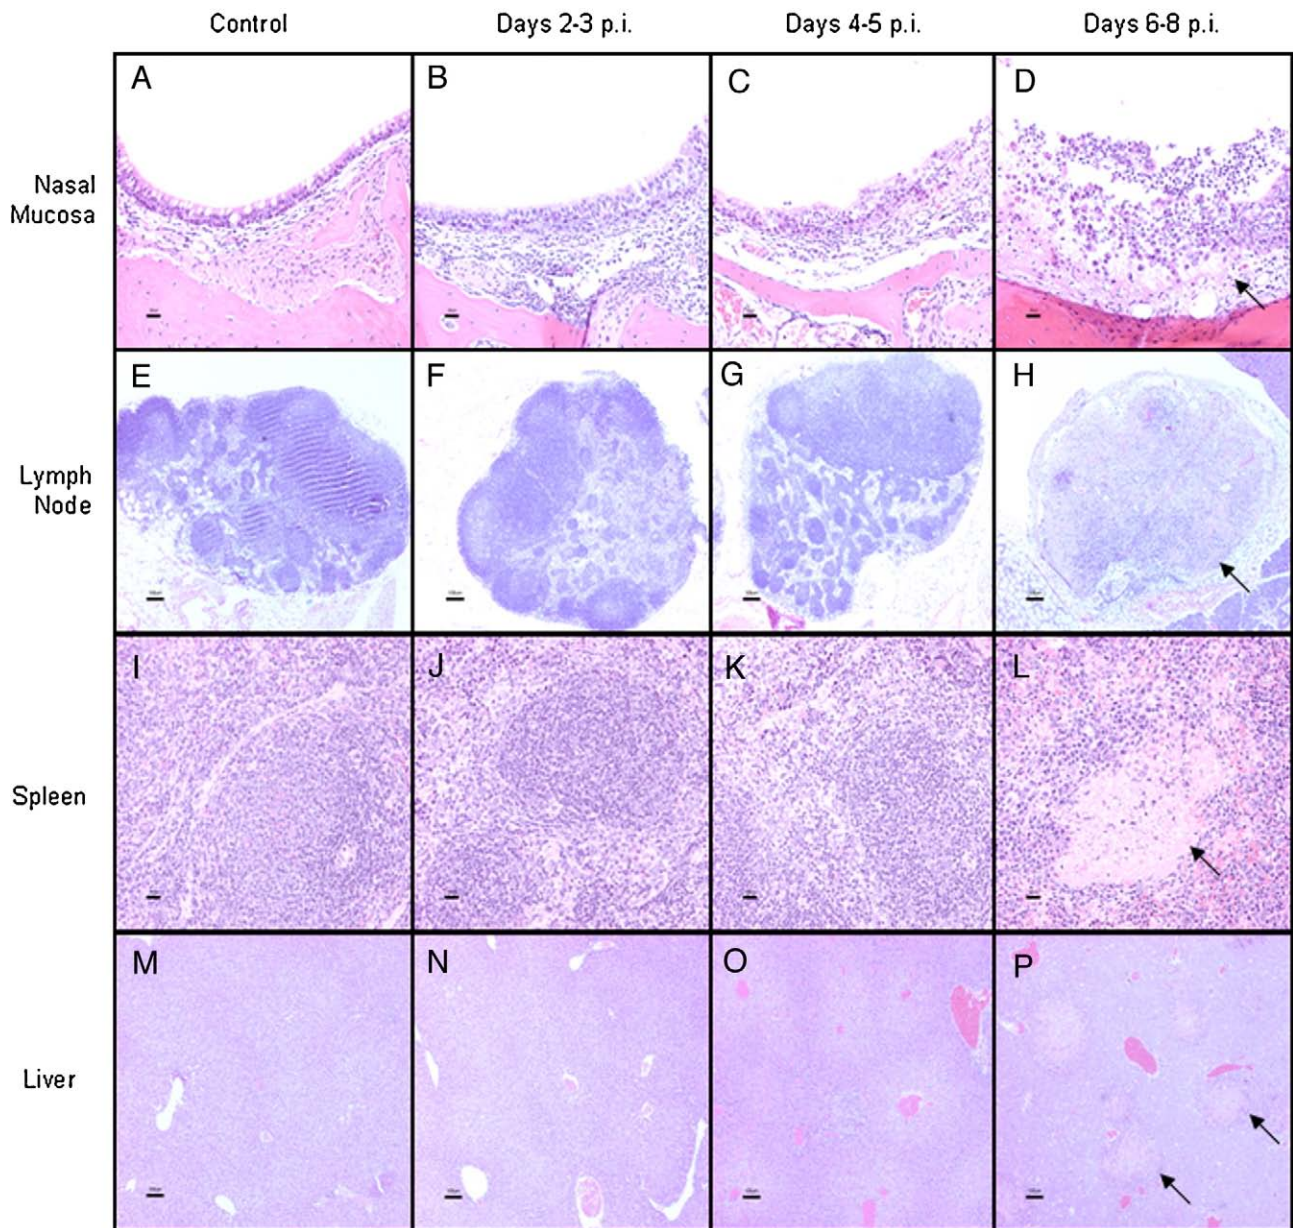 Control Days 2-3 p.i. Days 4-5 p.i. Days 6-8 p.i.
A B C D
Nasal
Mucosa
E F G H
Lymph
Node
I J K L
Spleen
M N O P
Liver